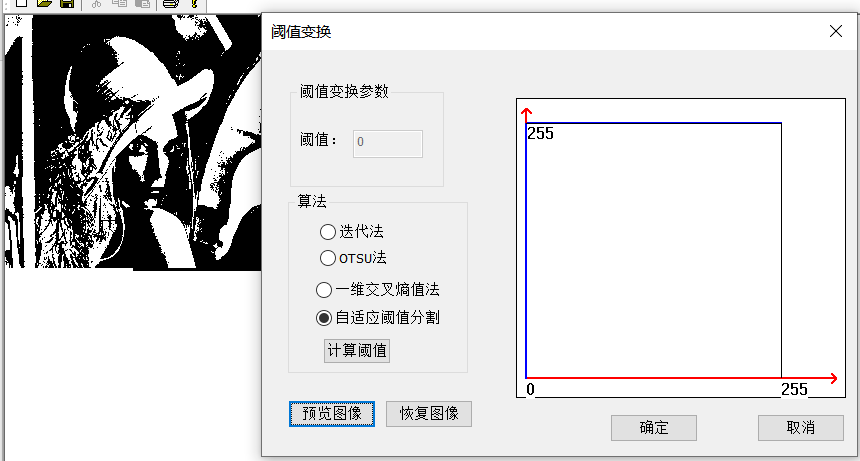 阈值变换
阈值变换参数
阈值：
0
算法
迭代法
OTSU法
一维交叉熵值法
自适应阈值分割
计算阈值
预览图像
恢复图像
255
0
255
确定
取消